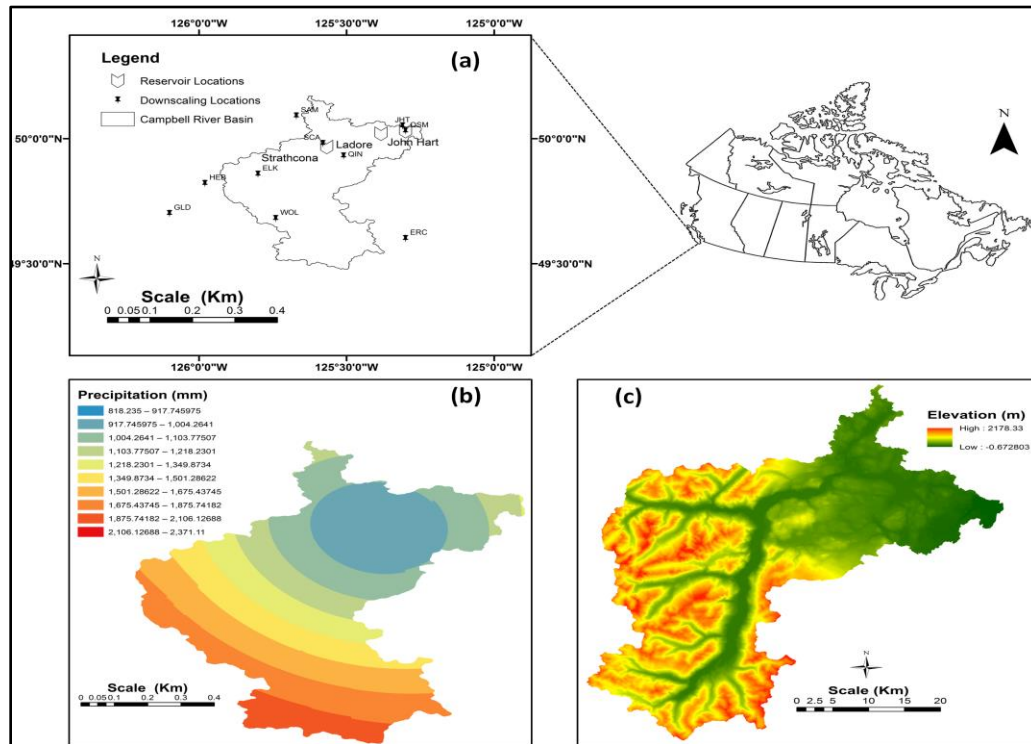 126°0'0"W 125°30'0"W 125°0'0"W
(a)
Legend
Reservoir Locations
Downscaling Locations
Campbell River Basin
SAM
JHT
GSM
SCA
Ladore
John Hart
QIN
Strathcona
ELK
HEB
GLD
WOL
ERC
50°0'0"N
50°0'0"N
49°30'0"N
49°30'0"N
N
Scale (Km)
0 0.05 0.1 0.2 0.3 0.4
126°0'0"W 125°30'0"W 125°0'0"W
N
Precipitation (mm)
(b)
818.235 – 917.745975
917.745975 – 1,004.2641
1,004.2641 – 1,103.77507
1,103.77507 – 1,218.2301
1,218.2301 – 1,349.8734
1,349.8734 – 1,501.28622
1,501.28622 – 1,675.43745
1,675.43745 – 1,875.74182
1,875.74182 – 2,106.12688
2,106.12688 – 2,371.11
N
Scale (Km)
0 0.05 0.1 0.2 0.3 0.4
(c)
Elevation (m)
High : 2178.33
Low : -0.672803
N
Scale (Km)
0 2.5 5 10 15 20